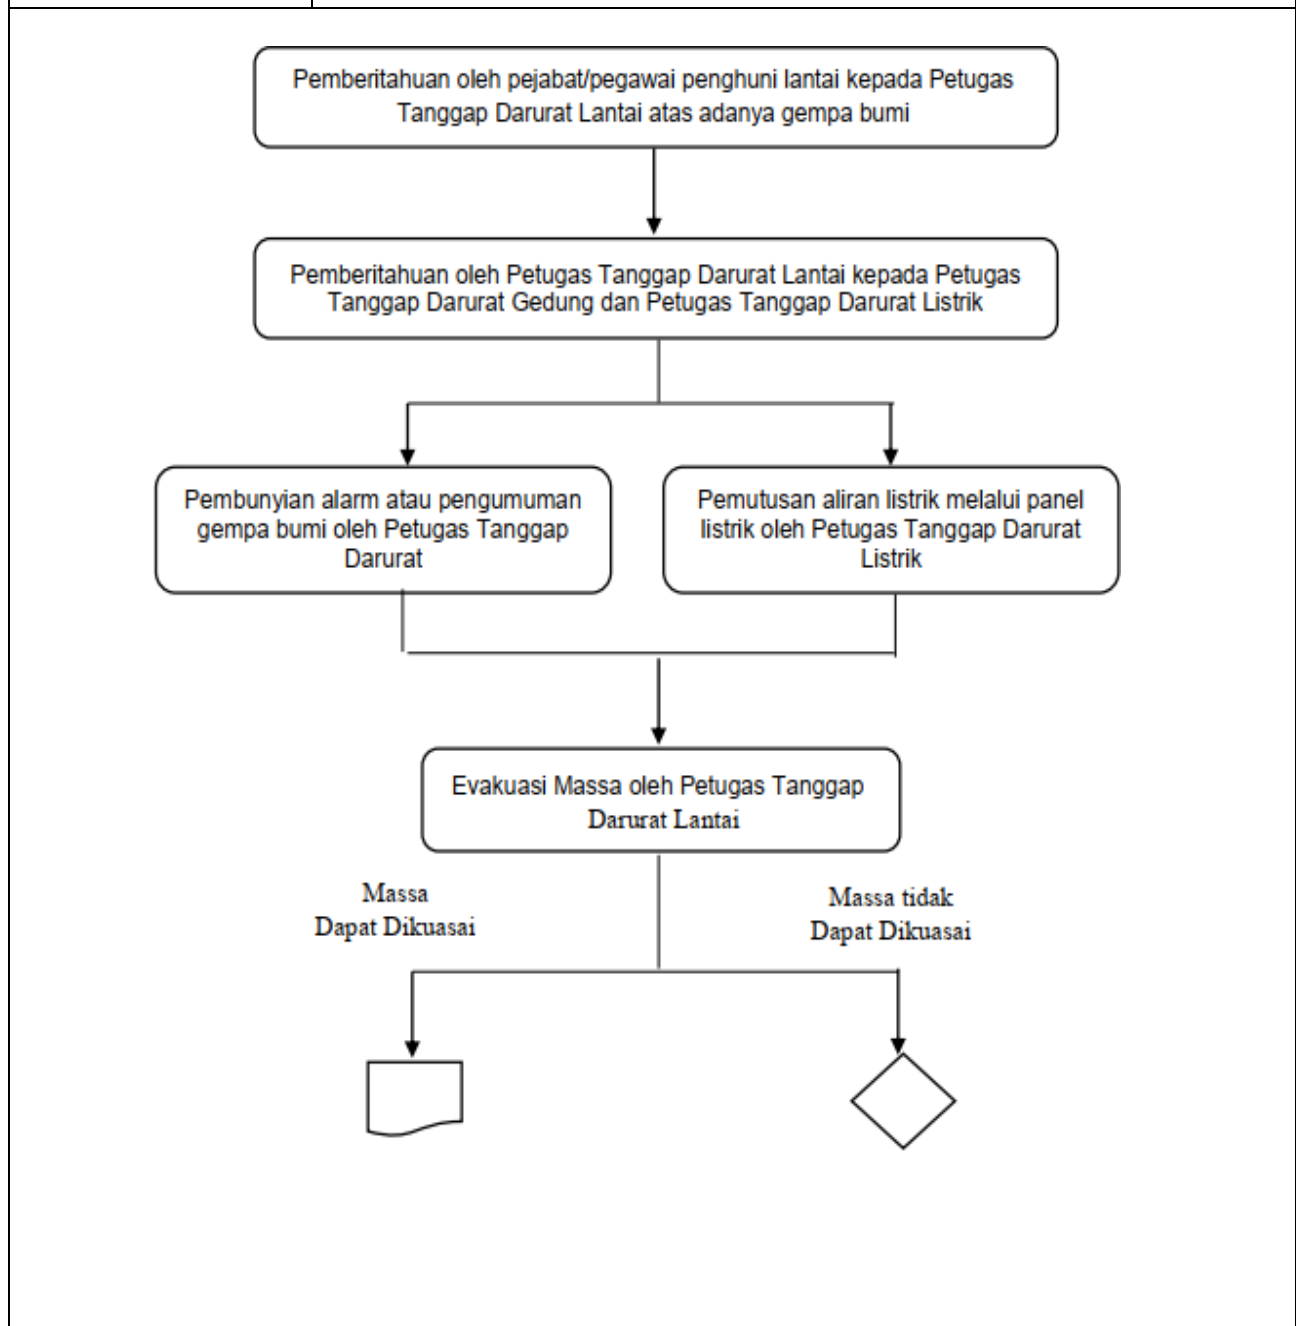 Pemberitahuan oleh pejabat/pegawai penghuni lantai kepada Petugas
Tanggap Darurat Lantai atas adanya gempa bumi
Pemberitahuan oleh Petugas Tanggap Darurat Lantai kepada Petugas
Tanggap Darurat Gedung dan Petugas Tanggap Darurat Listrik
Pembunyian alarm atau pengumuman
gempa bumi oleh Petugas Tanggap
Darurat
Pemutusan aliran listrik melalui panel
listrik oleh Petugas Tanggap Darurat
Listrik
Evakuasi Massa oleh Petugas Tanggap
Darurat Lantai
Massa
Dapat Dikuasai
Massa tidak
Dapat Dikuasai